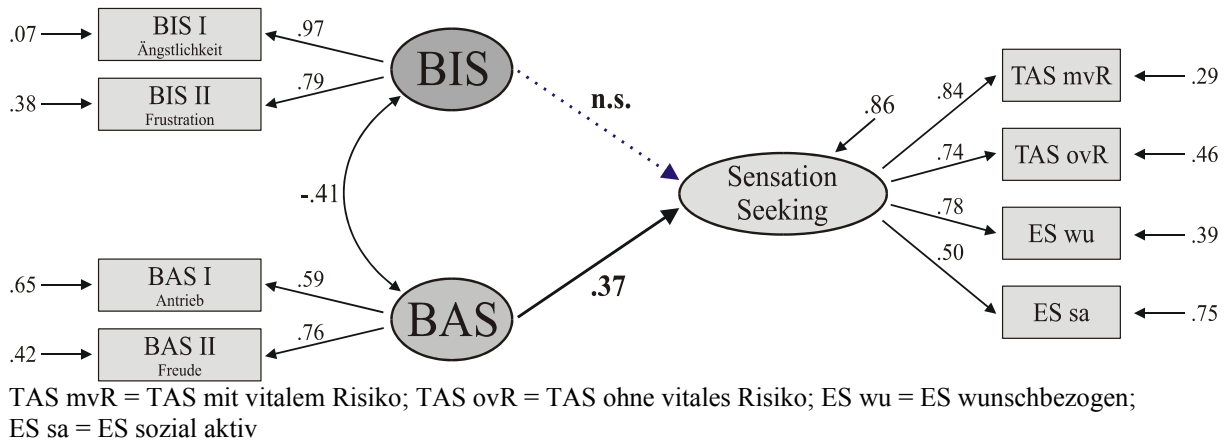 .07
BIS I
Ängstlichkeit
.97
.38
BIS II
Frustration
.79
BIS
n.s.
-.41
.65
BAS I
Antrieb
.59
.42
BAS II
Freude
.76
BAS
.37
.86
Sensation
Seeking
.84
TAS mvR
.29
.74
TAS ovR
.46
.78
ES wu
.39
.50
ES sa
.75
TAS mvR = TAS mit vitalem Risiko; TAS ovR = TAS ohne vitales Risiko; ES wu = ES wunschbezogen;
ES sa = ES sozial aktiv